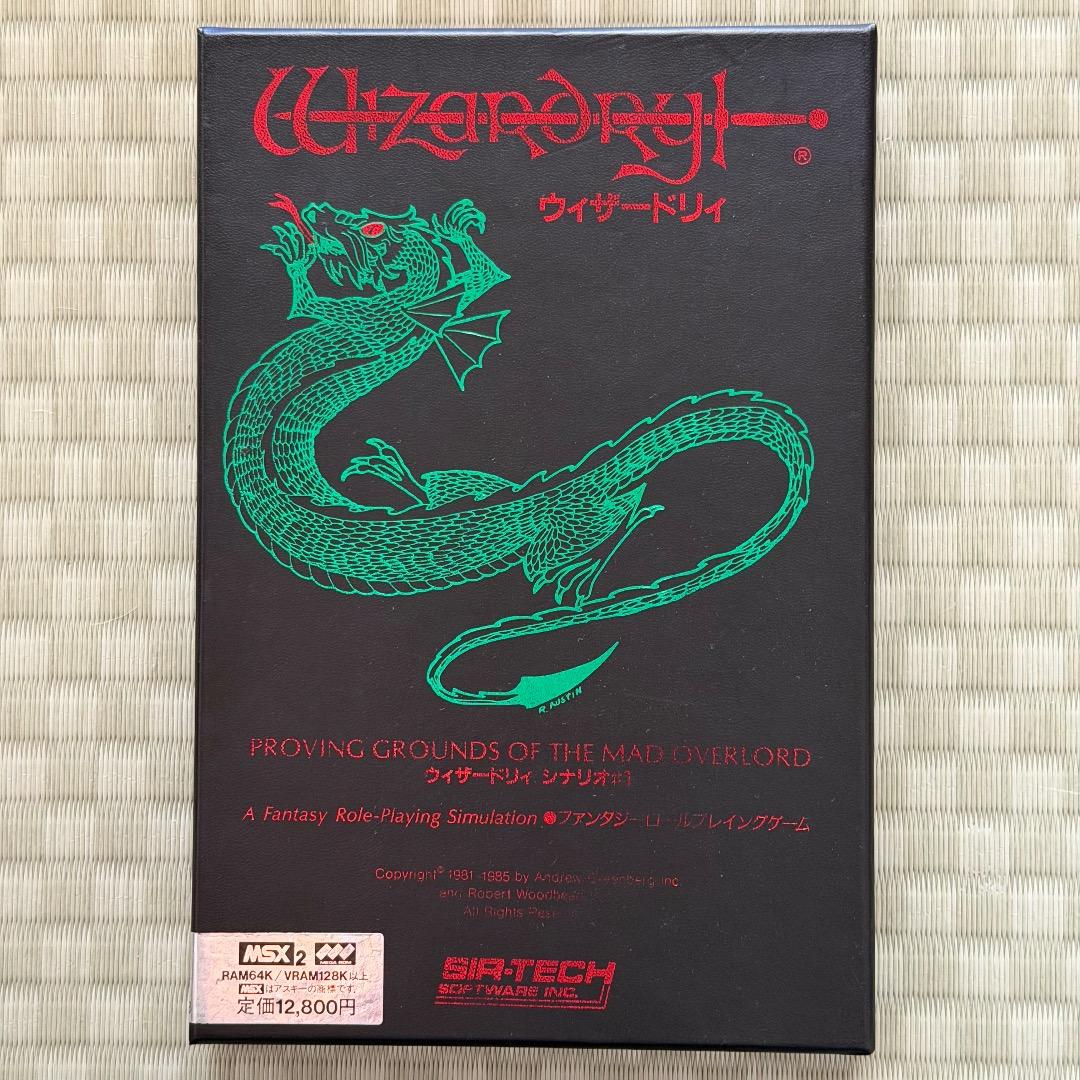 Wizardry
®
ウィザードリィ
R. AUSTIN
PROVING GROUNDS OF THE MAD OVERLORD
ウィザードリィ シナリオ#1
A Fantasy Role-Playing Simulation ●ファンタジーロールプレイングゲーム
Copyright© 1981-1985 by Andrew Greenberg Inc.
and Robert
All Rights
MSX 2 MEGA ROM
RAM64K/VRAM128K以上
MSXはアスキーの商標です。
定価12,800円
SIR-TECH
SOFTWARE INC.